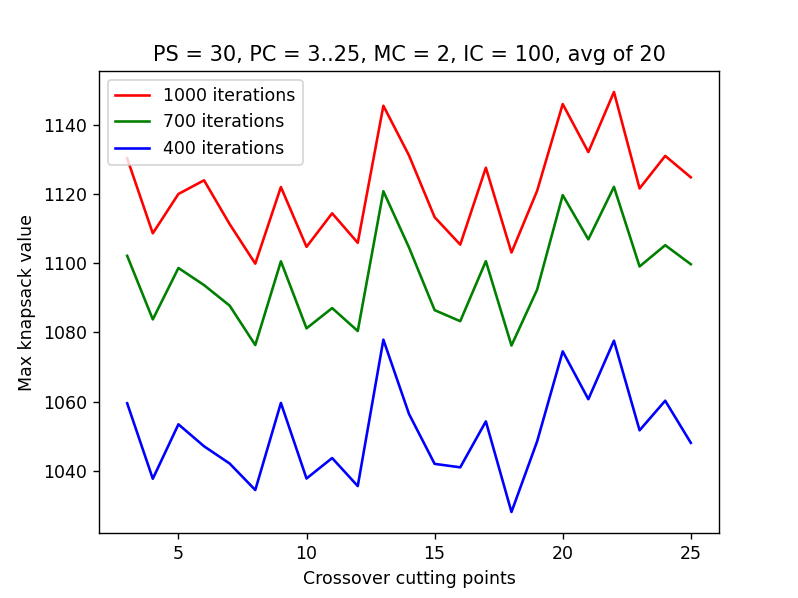 PS = 30, PC = 3..25, MC = 2, IC = 100, avg of 20
1000 iterations
700 iterations
400 iterations
1140
1120
1100
1080
1060
1040
Max knapsack value
5 10 15 20 25
Crossover cutting points